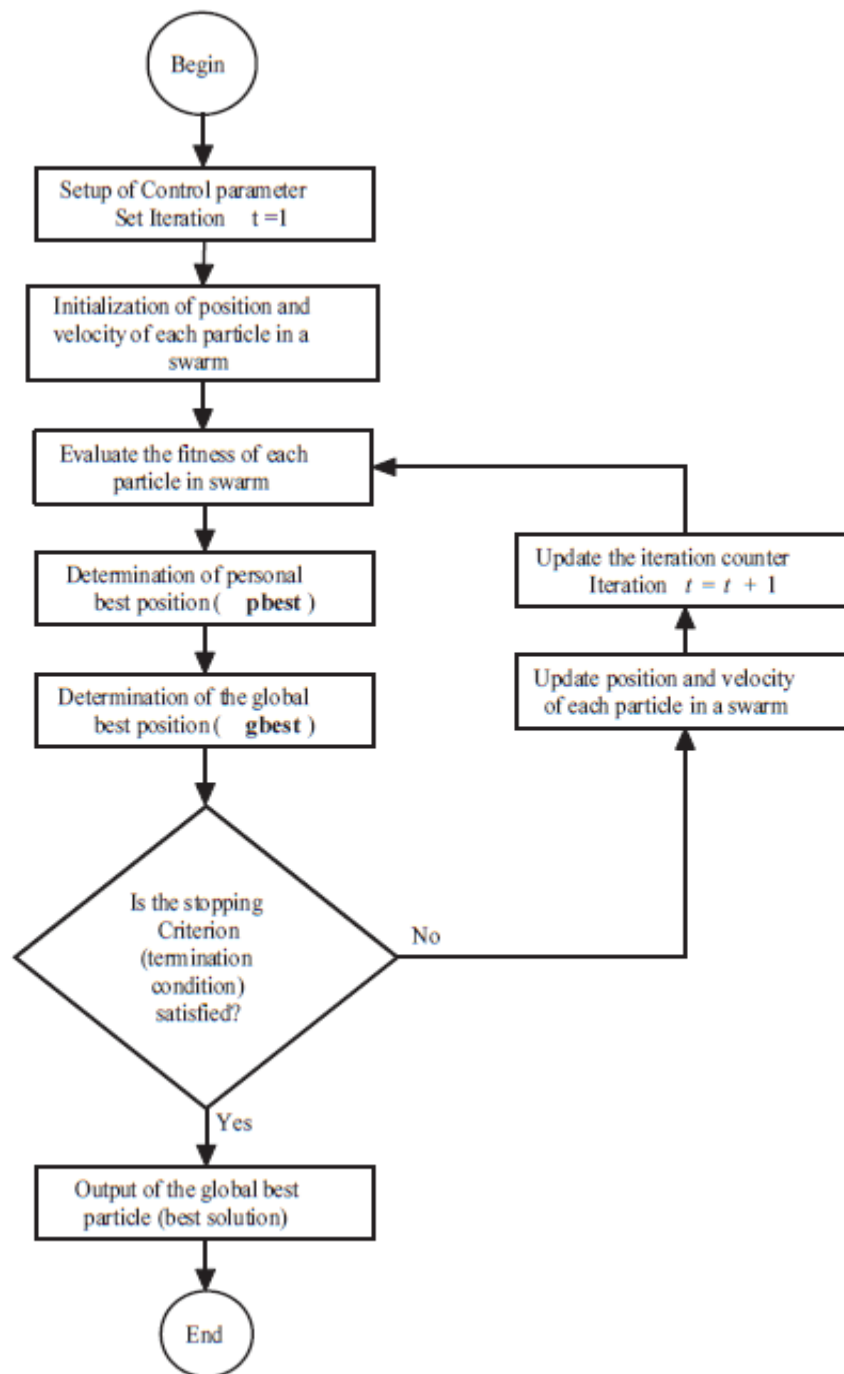 Begin
Setup of Control parameter
Set Iteration t =1
Initialization of position and
velocity of each particle in a
swarm
Evaluate the fitness of each
particle in swarm
Determination of personal
best position ( pbest )
Determination of the global
best position ( gbest )
Is the stopping
Criterion
(termination
condition)
satisfied?
No
Update position and velocity
of each particle in a swarm
Update the iteration counter
Iteration t = t + 1
Yes
Output of the global best
particle (best solution)
End